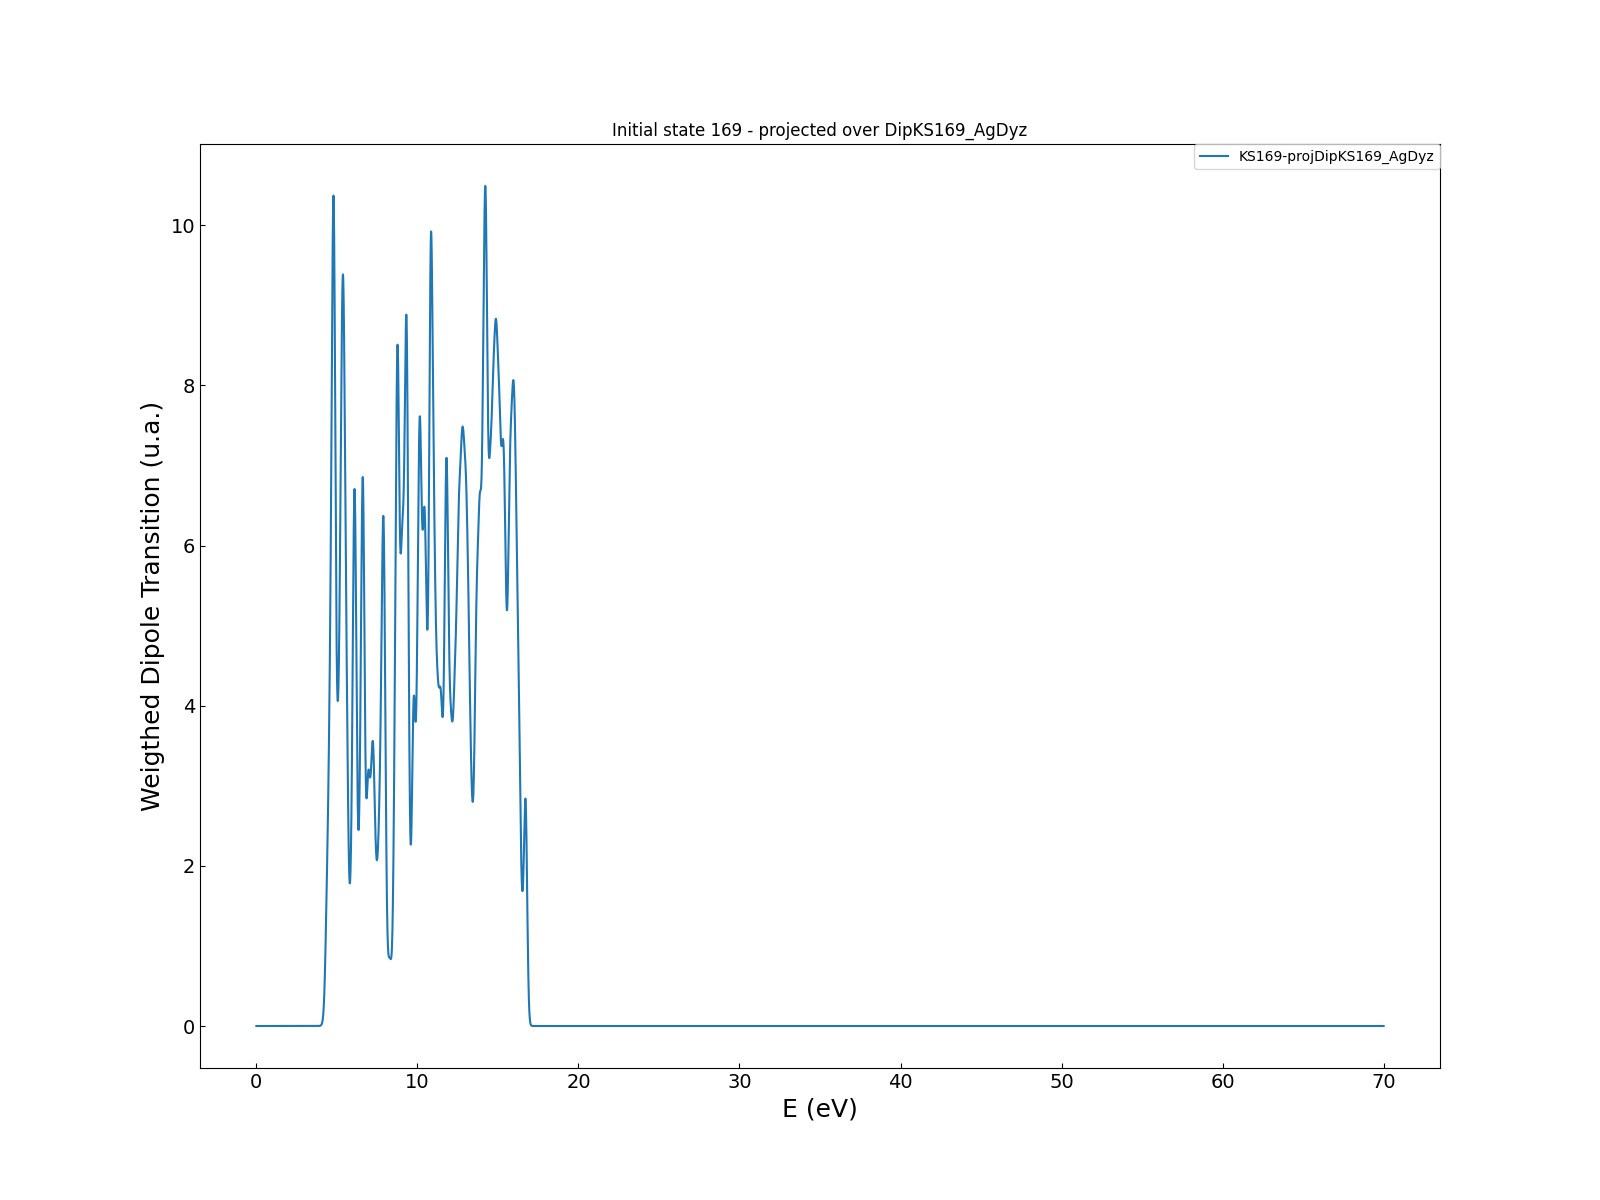 Initial state 169 - projected over DipKS169_AgDyz
KS169-projDipKS169_AgDyz
10
8
6
4
2
0
Weigthed Dipole Transition (u.a.)
0 10 20 30 40 50 60 70
E (eV)